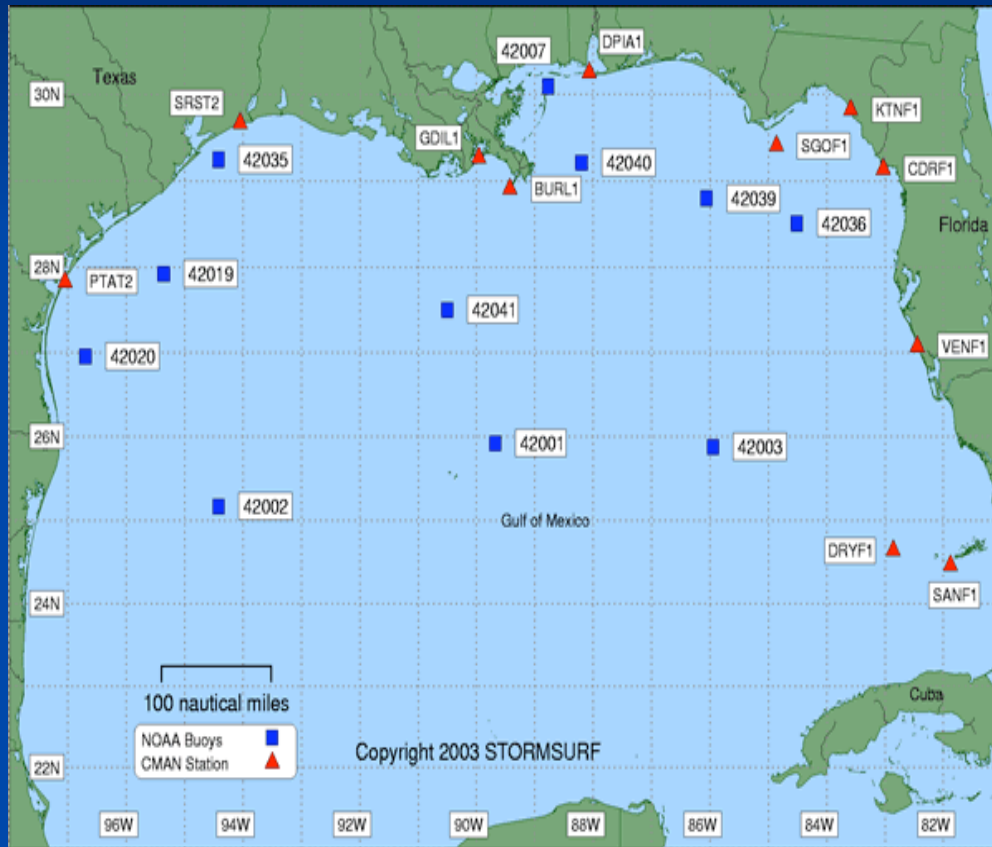 42007
DPIA1
Texas
30N
SRST2
KTNF1
GDIL1
SGOF1
42035
42040
CDRF1
BURL1
42039
42036
Florida
28N
42019
PTAT2
42041
42020
VENF1
26N
42001
42003
42002
Gulf of Mexico
DRYF1
SANF1
24N
Cuba
100 nautical miles
NOAA Buoys
CMAN Station
Copyright 2003 STORMSURF
22N
96W 94W 92W 90W 88W 86W 84W 82W